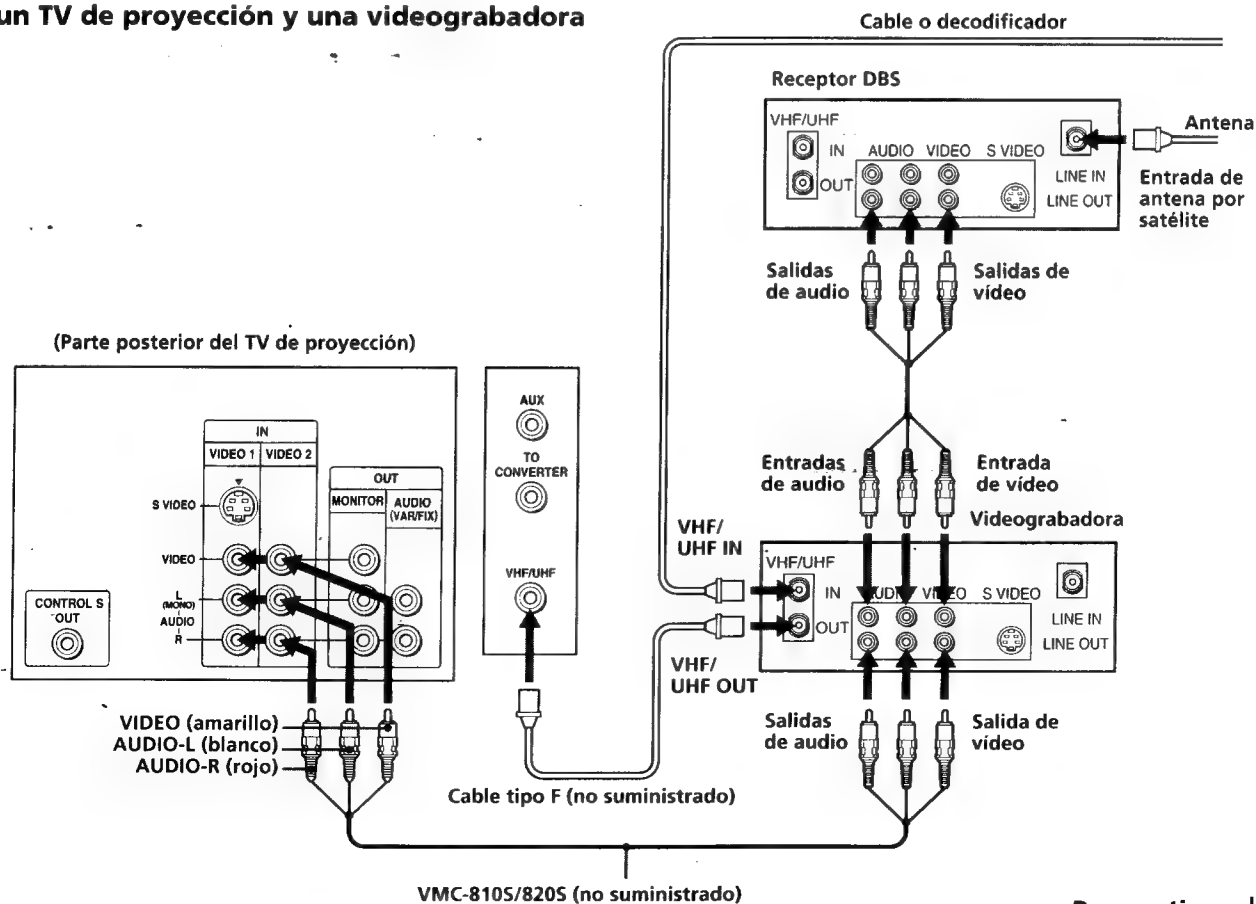 un TV de proyección y una videograbadora
Cable o decodificador
Receptor DBS
VHF/UHF
IN
OUT
AUDIO VIDEO S VIDEO
LINE IN
LINE OUT
Antena
Entrada de
antena por
satélite
Salidas
de audio
Salidas de
vídeo
(Parte posterior del TV de proyección)
IN
VIDEO 1 VIDEO 2
OUT
MONITOR
AUDIO
(VAR/FIX)
S VIDEO
VIDEO
L
(MONO)
AUDIO
R
CONTROL S
OUT
AUX
TO
CONVERTER
VHF/UHF
Entradas
de audio
Entrada
de vídeo
Videograbadora
VHF/
UHF IN
VHF/UHF
IN
OUT
AUDIO VIDEO S VIDEO
LINE IN
LINE OUT
VHF/
UHF OUT
Salidas
de audio
Salida de
vídeo
VIDEO (amarillo)
AUDIO-L (blanco)
AUDIO-R (rojo)
Cable tipo F (no suministrado)
VMC-810S/820S (no suministrado)